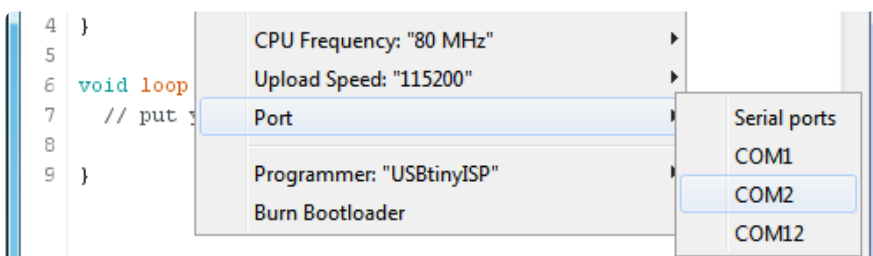 4 }
5
6 void loop
7 // put y
8
9 }
CPU Frequency: "80 MHz"
Upload Speed: "115200"
Port
Programmer: "USBtinyISP"
Burn Bootloader
Serial ports
COM1
COM2
COM12